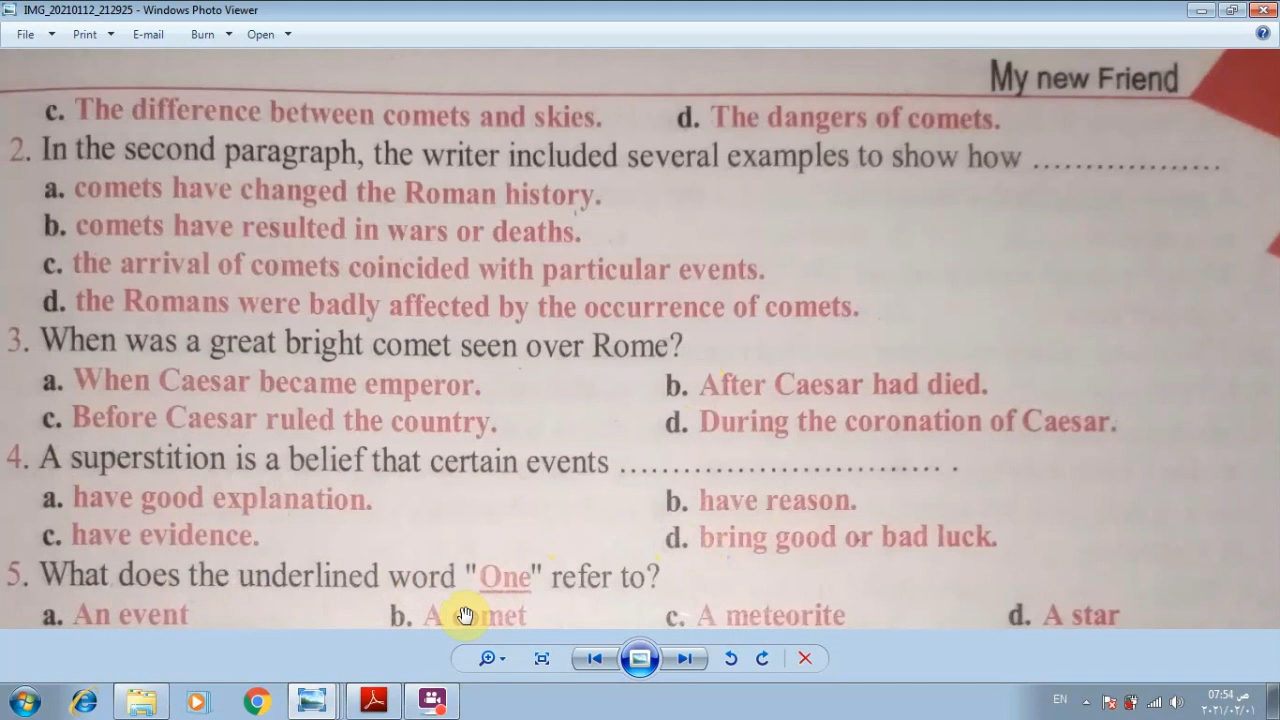 IMG_20210112_212925 - Windows Photo Viewer
File Print E-mail Burn Open
My new Friend
c. The difference between comets and skies. d. The dangers of comets.
2. In the second paragraph, the writer included several examples to show how ..................
a. comets have changed the Roman history.
b. comets have resulted in wars or deaths.
c. the arrival of comets coincided with particular events.
d. the Romans were badly affected by the occurrence of comets.
3. When was a great bright comet seen over Rome?
a. When Caesar became emperor. b. After Caesar had died.
c. Before Caesar ruled the country. d. During the coronation of Caesar.
4. A superstition is a belief that certain events .............................. .
a. have good explanation. b. have reason.
c. have evidence. d. bring good or bad luck.
5. What does the underlined word "One" refer to?
a. An event b. A comet c. A meteorite d. A star
EN
07:54 ص
٢٠٢١/٠٢/٠١